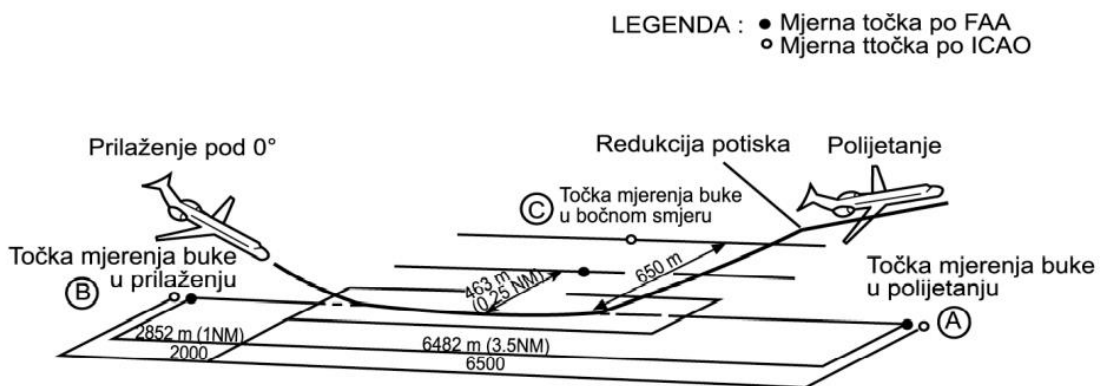 LEGENDA : ● Mjerna točka po FAA
○ Mjerna ttočka po ICAO
Prilaženje pod 0°
Redukcija potiska
Polijetanje
C
Točka mjerenja buke
u bočnom smjeru
Točka mjerenja buke
u prilaženju
B
463 m
(0,25 NM)
650 m
Točka mjerenja buke
u polijetanju
A
2852 m (1NM)
2000
6482 m (3.5NM)
6500